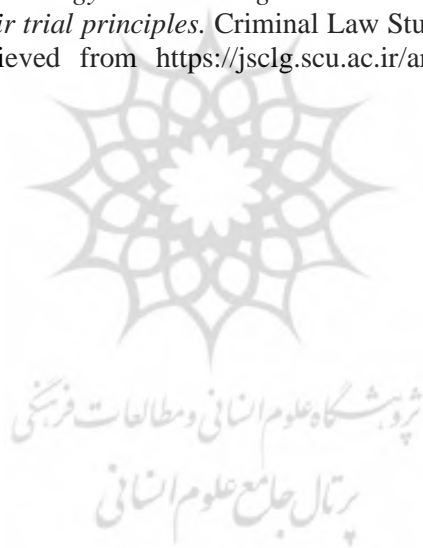 ir trial principles. Criminal Law Stu
ieved from https://jsclg.scu.ac.ir/ar
پژوهشگاه علوم انسانی و مطالعات فرهنگی
پرتال جامع علوم انسانی